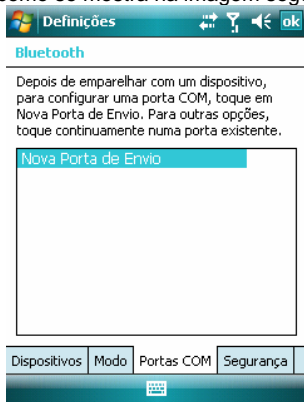 como se mostra na imagem seg
Definições
ok
Bluetooth
Depois de emparelhar com um dispositivo,
para configurar uma porta COM, toque em
Nova Porta de Envio. Para outras opções,
toque continuamente numa porta existente.
Nova Porta de Envio
Dispositivos Modo Portas COM Segurança